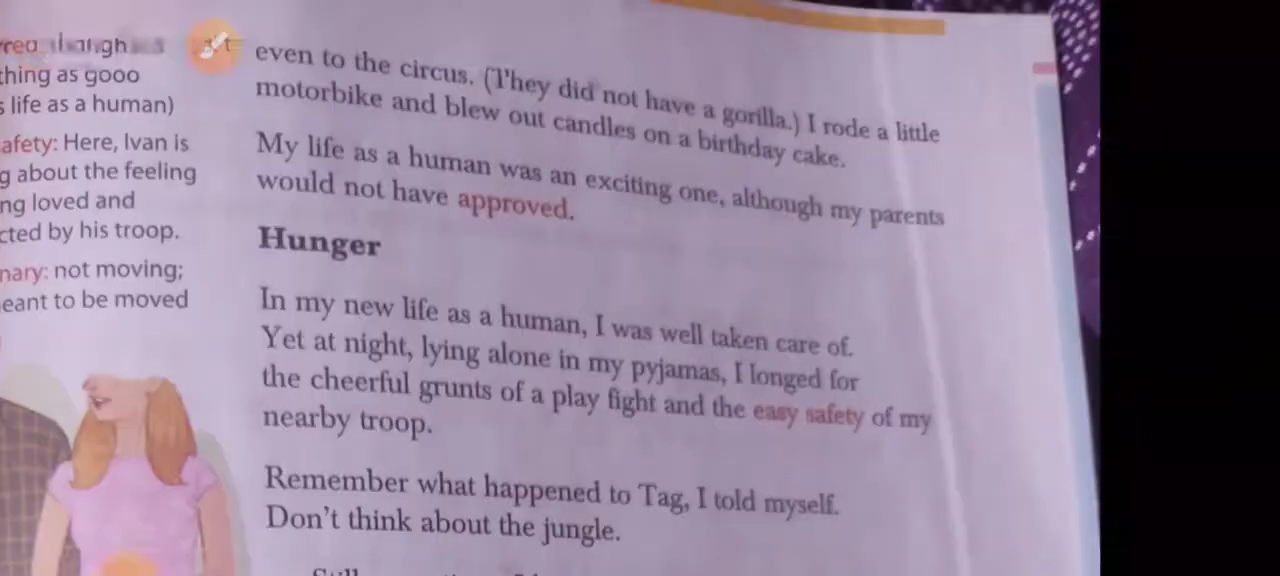 thing as gooo
life as a human)
afety: Here, Ivan is
g about the feeling
ng loved and
cted by his troop.
nary: not moving;
eant to be moved
even to the circus. (They did not have a gorilla.) I rode a little
motorbike and blew out candles on a birthday cake.
My life as a human was an exciting one, although my parents
would not have approved.
Hunger
In my new life as a human, I was well taken care of.
Yet at night, lying alone in my pyjamas, I longed for
the cheerful grunts of a play fight and the easy safety of my
nearby troop.
Remember what happened to Tag, I told myself.
Don't think about the jungle.